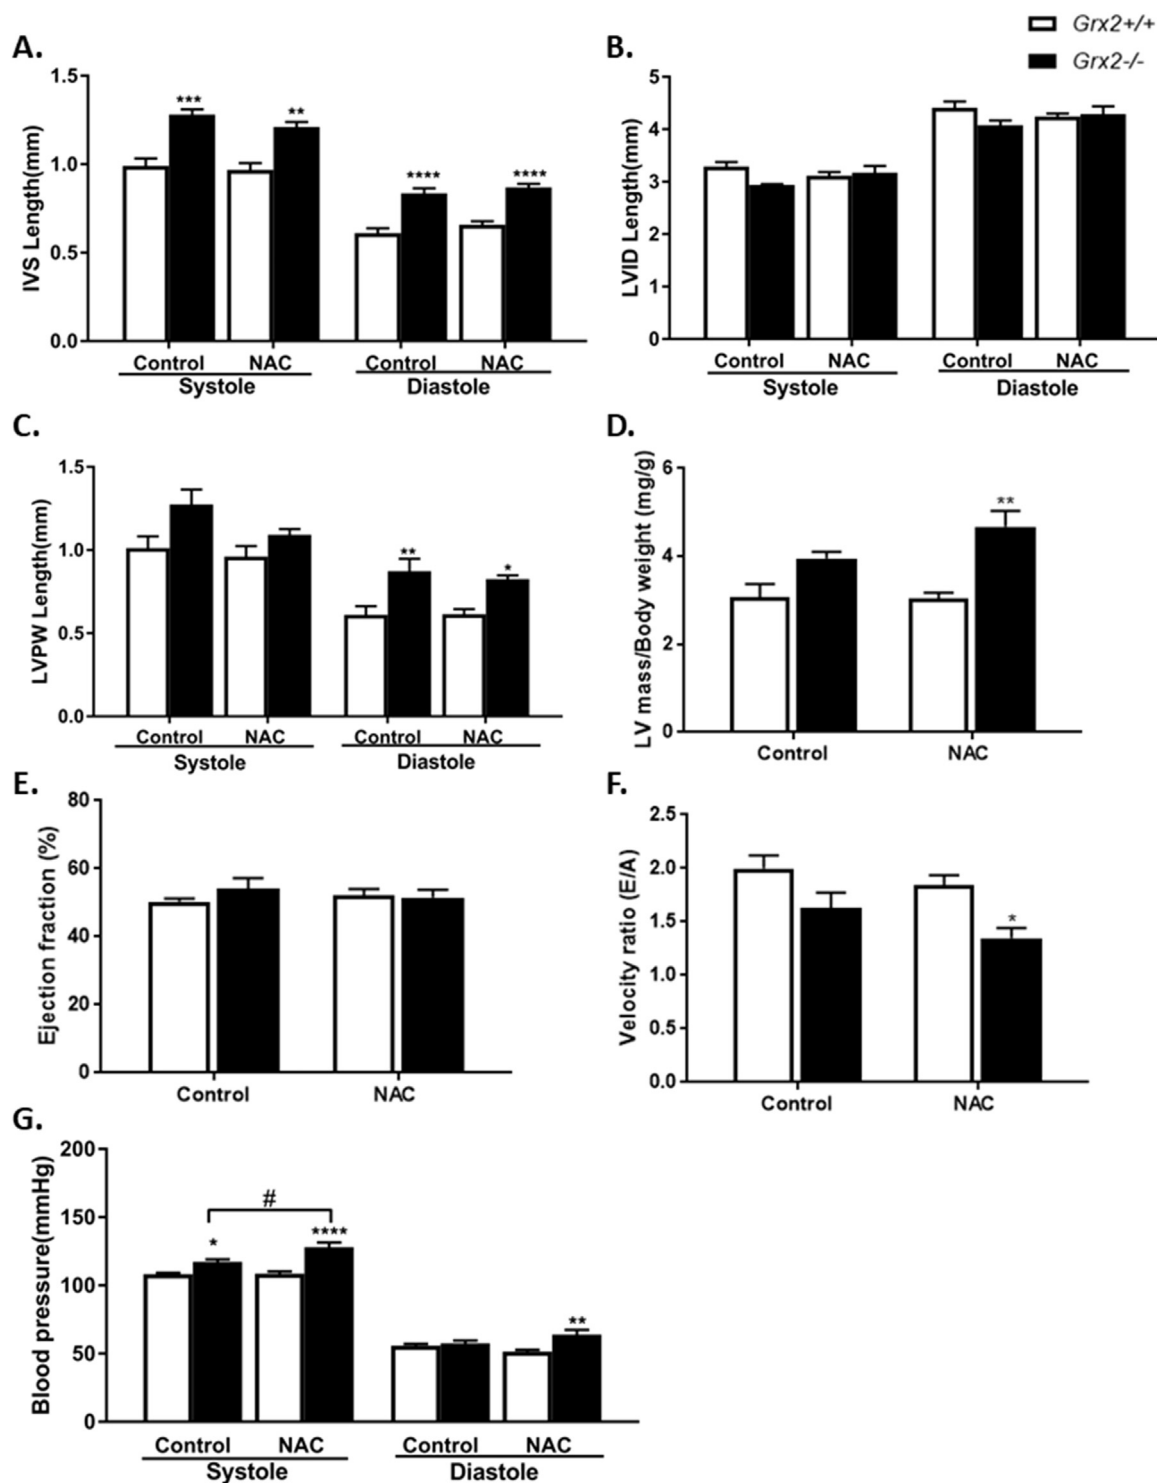 Grx2+/+
Grx2-/-
A.
IVS Length(mm)
1.5
1.0
0.5
0.0
***
**
****
****
Control NAC Control NAC
Systole Diastole
B.
LVID Length(mm)
5
4
3
2
1
0
Control NAC Control NAC
Systole Diastole
C.
LVPW Length(mm)
1.5
1.0
0.5
0.0
**
*
Control NAC Control NAC
Systole Diastole
D.
LV mass/Body weight (mg/g)
6
4
2
0
**
Control NAC
E.
Ejection fraction (%)
80
60
40
20
0
Control NAC
F.
Velocity ratio (E/A)
2.5
2.0
1.5
1.0
0.5
0.0
*
Control NAC
G.
Blood pressure(mmHg)
200
150
100
50
0
#
*
****
**
Control NAC Control NAC
Systole Diastole